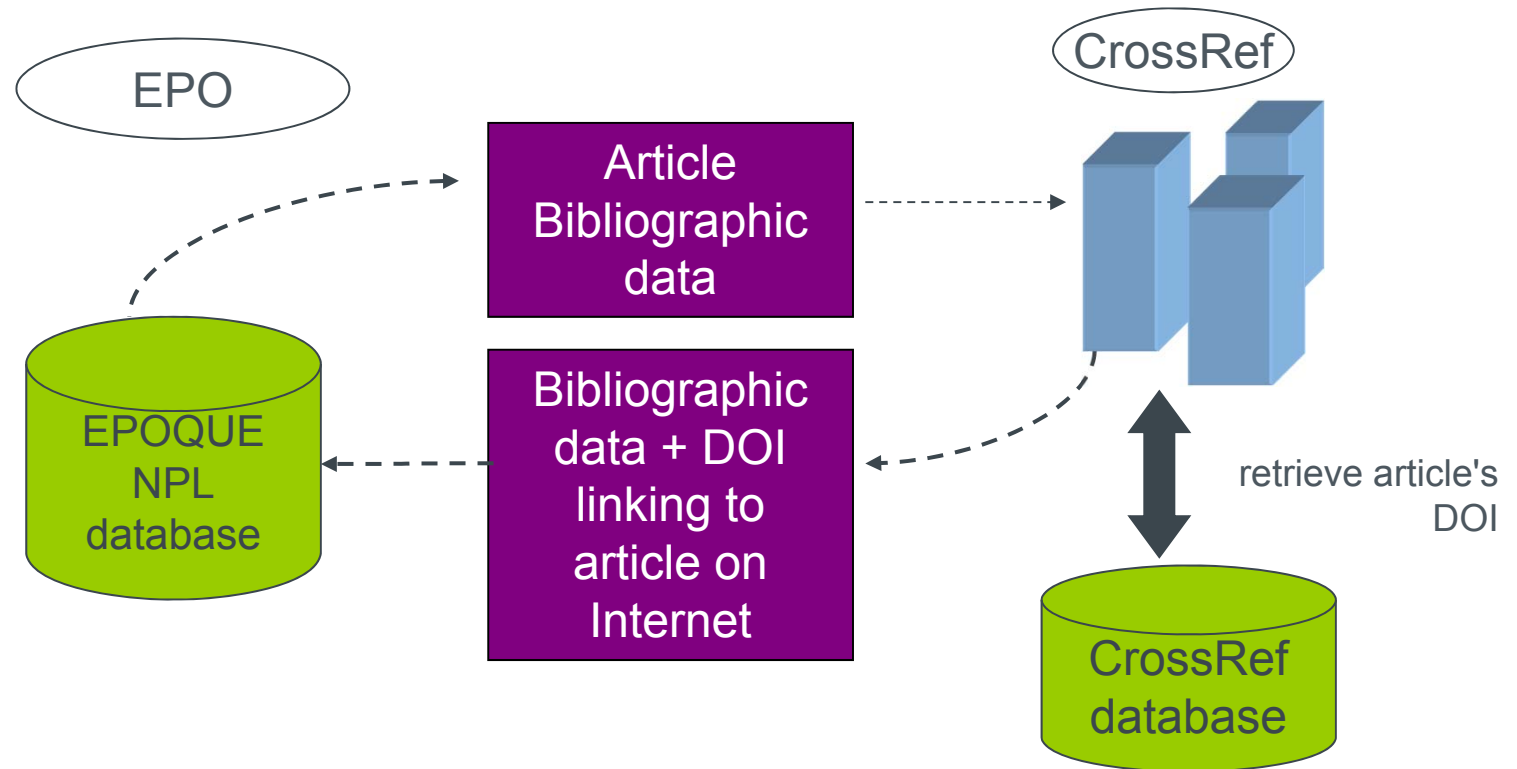 EPO
CrossRef
Article
Bibliographic
data
Bibliographic
data + DOI
linking to
article on
Internet
EPOQUE
NPL
database
retrieve article's
DOI
CrossRef
database